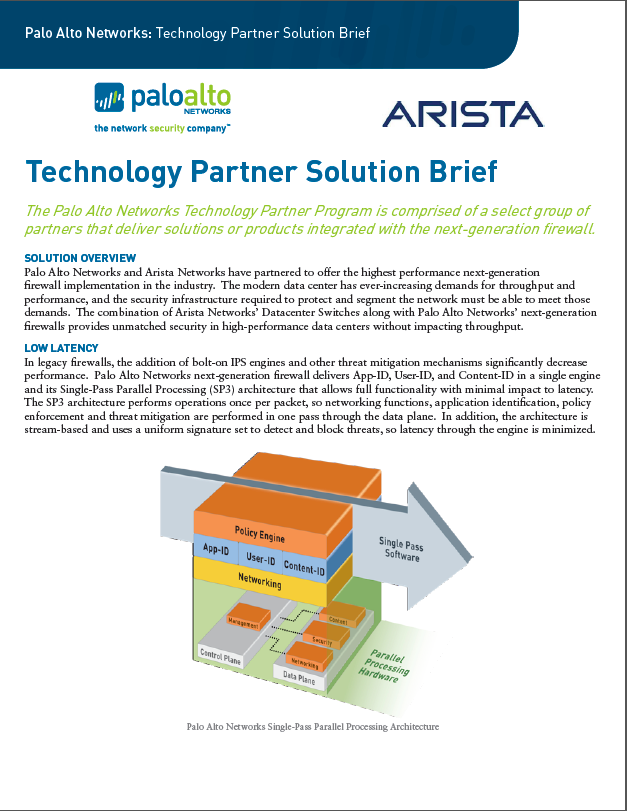 Palo Alto Networks: Technology Partner Solution Brief
paloalto
NETWORKS
the network security company™
ARISTA
Technology Partner Solution Brief
The Palo Alto Networks Technology Partner Program is comprised of a select group of
partners that deliver solutions or products integrated with the next-generation firewall.
SOLUTION OVERVIEW
Palo Alto Networks and Arista Networks have partnered to offer the highest performance next-generation
firewall implementation in the industry. The modern data center has ever-increasing demands for throughput and
performance, and the security infrastructure required to protect and segment the network must be able to meet those
demands. The combination of Arista Networks' Datacenter Switches along with Palo Alto Networks' next-generation
firewalls provides unmatched security in high-performance data centers without impacting throughput.
LOW LATENCY
In legacy firewalls, the addition of bolt-on IPS engines and other threat mitigation mechanisms significantly decrease
performance. Palo Alto Networks next-generation firewall delivers App-ID, User-ID, and Content-ID in a single engine
and its Single-Pass Parallel Processing (SP3) architecture that allows full functionality with minimal impact to latency.
The SP3 architecture performs operations once per packet, so networking functions, application identification, policy
enforcement and threat mitigation are performed in one pass through the data plane. In addition, the architecture is
stream-based and uses a uniform signature set to detect and block threats, so latency through the engine is minimized.
Policy Engine
App-ID
User-ID
Content-ID
Networking
Single Pass
Software
Management
Content
Security
Networking
Control Plane
Data Plane
Parallel
Processing
Hardware
Palo Alto Networks Single-Pass Parallel Processing Architecture